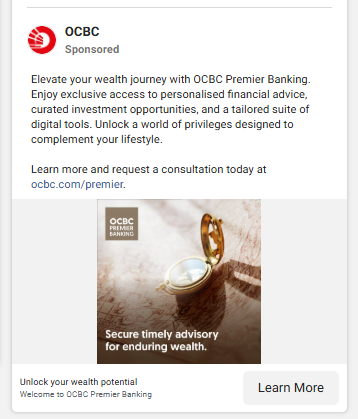 OCBC
Sponsored
Elevate your wealth journey with OCBC Premier Banking.
Enjoy exclusive access to personalised financial advice,
curated investment opportunities, and a tailored suite of
digital tools. Unlock a world of privileges designed to
complement your lifestyle.
Learn more and request a consultation today at
ocbc.com/premier.
OCBC
PREMIER
BANKING
Secure timely advisory
for enduring wealth.
Unlock your wealth potential
Welcome to OCBC Premier Banking
Learn More